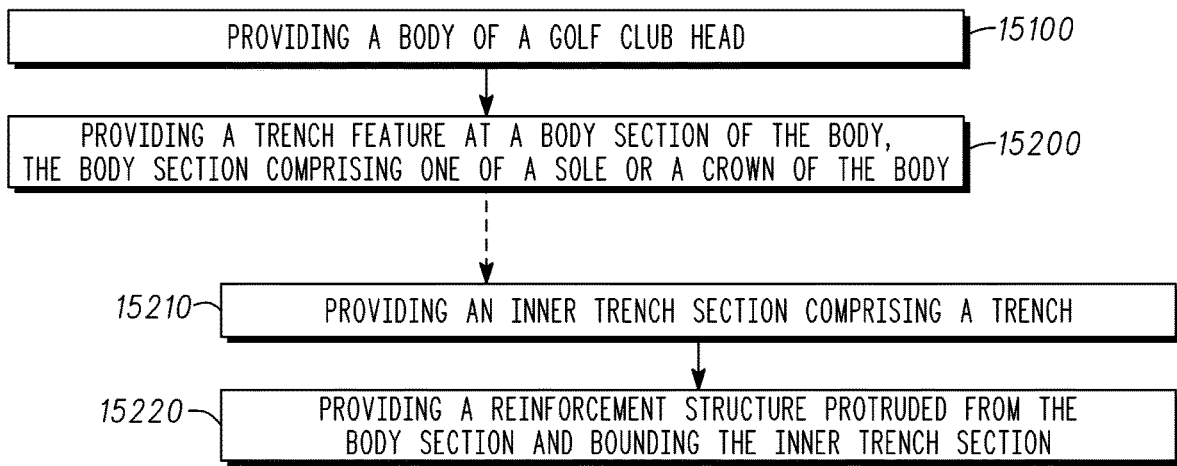 PROVIDING A BODY OF A GOLF CLUB HEAD
15100
PROVIDING A TRENCH FEATURE AT A BODY SECTION OF THE BODY,
THE BODY SECTION COMPRISING ONE OF A SOLE OR A CROWN OF THE BODY
15200
15210
PROVIDING AN INNER TRENCH SECTION COMPRISING A TRENCH
15220
PROVIDING A REINFORCEMENT STRUCTURE PROTRUDED FROM THE
BODY SECTION AND BOUNDING THE INNER TRENCH SECTION